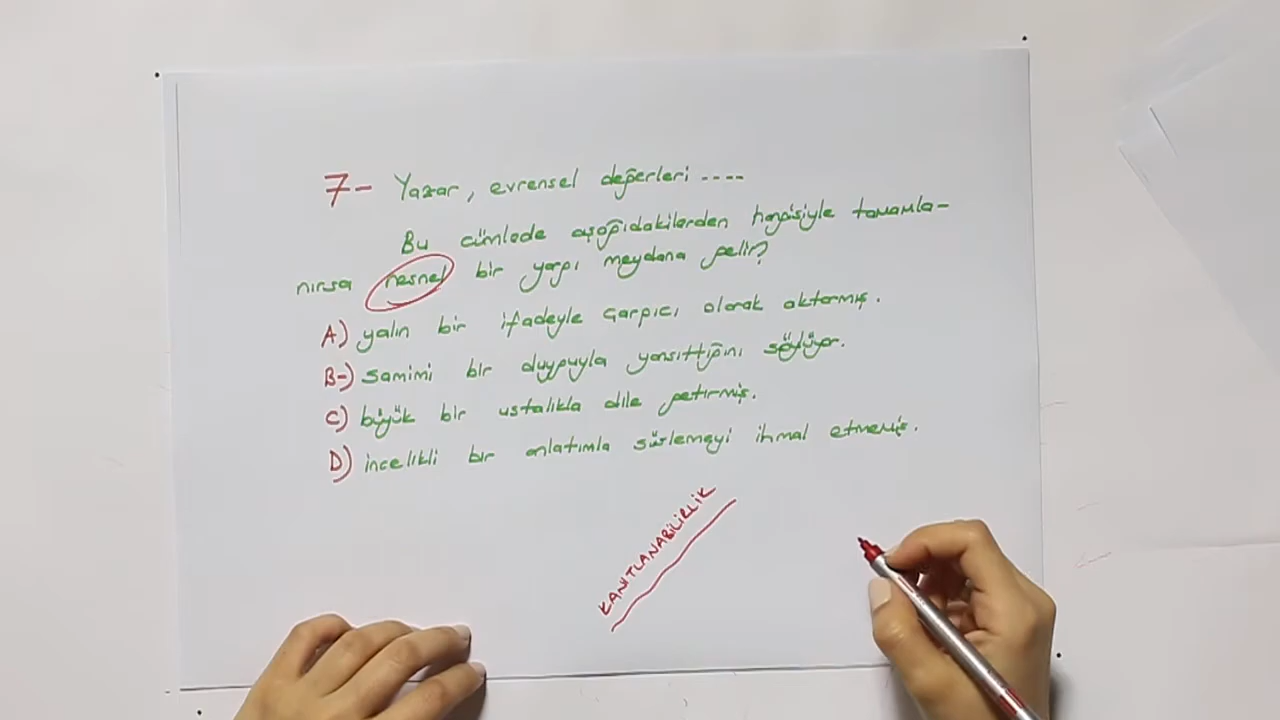 7- Yazar, evrensel değerleri ....
Bu cümlede aşağıdakilerden hangisiyle tamamla-
nırsa nesnel bir yargı meydana gelir?
A) yalın bir ifadeyle çarpıcı olarak aktarmış.
B-) samimi bir duyguyla yansıttığını söylüyor.
C) büyük bir ustalıkla dile getirmiş.
D) incelikli bir anlatımla süslemeyi ihmal etmemiş.
KANITLANABİLİRLİK